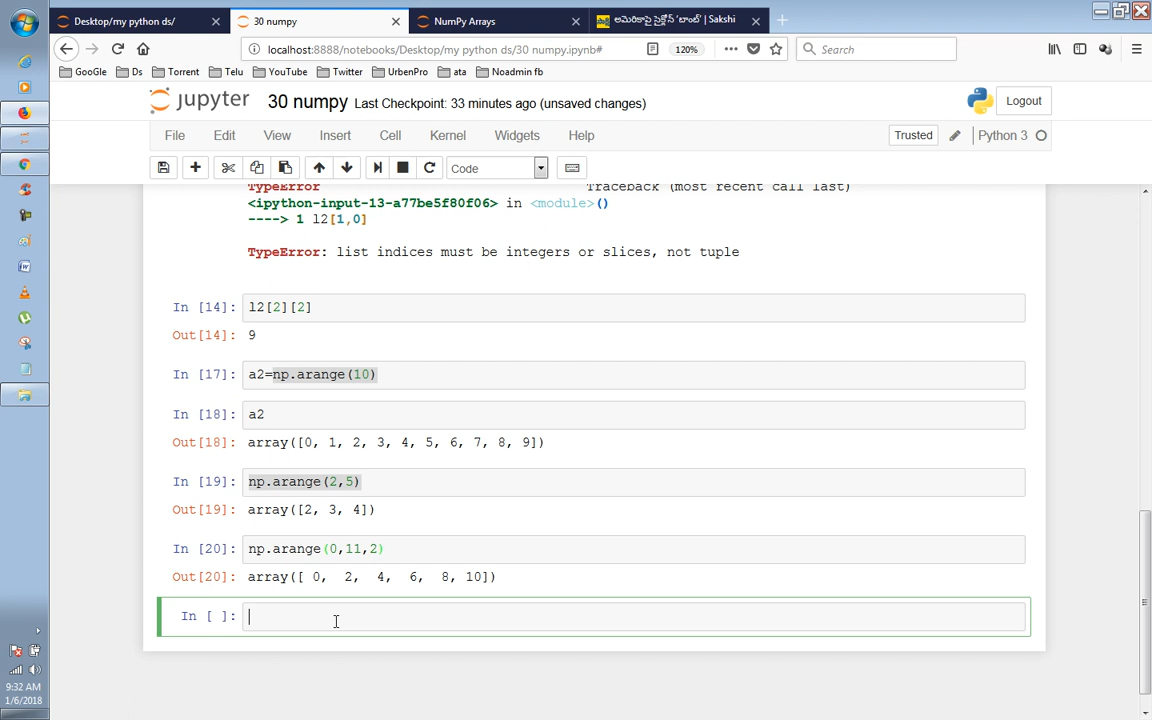 Desktop/my python ds/
30 numpy
NumPy Arrays
అమెరికాపై సైక్లోన్ 'బాంబ్' | Sakshi
localhost:8888/notebooks/Desktop/my python ds/30 numpy.ipynb#
120%
Search
GooGle
Ds
Torrent
Telu
YouTube
Twitter
UrbenPro
ata
Noadmin fb
jupyter
30 numpy
Last Checkpoint: 33 minutes ago (unsaved changes)
Logout
File
Edit
View
Insert
Cell
Kernel
Widgets
Help
Trusted
Python 3
Code
TypeError Traceback (most recent call last)
<ipython-input-13-a77be5f80f06> in <module>()
----> 1 l2[1,0]
TypeError: list indices must be integers or slices, not tuple
In [14]: l2[2][2]
Out[14]: 9
In [17]: a2=np.arange(10)
In [18]: a2
Out[18]: array([0, 1, 2, 3, 4, 5, 6, 7, 8, 9])
In [19]: np.arange(2,5)
Out[19]: array([2, 3, 4])
In [20]: np.arange(0,11,2)
Out[20]: array([ 0, 2, 4, 6, 8, 10])
In [ ]:
9:32 AM
1/6/2018